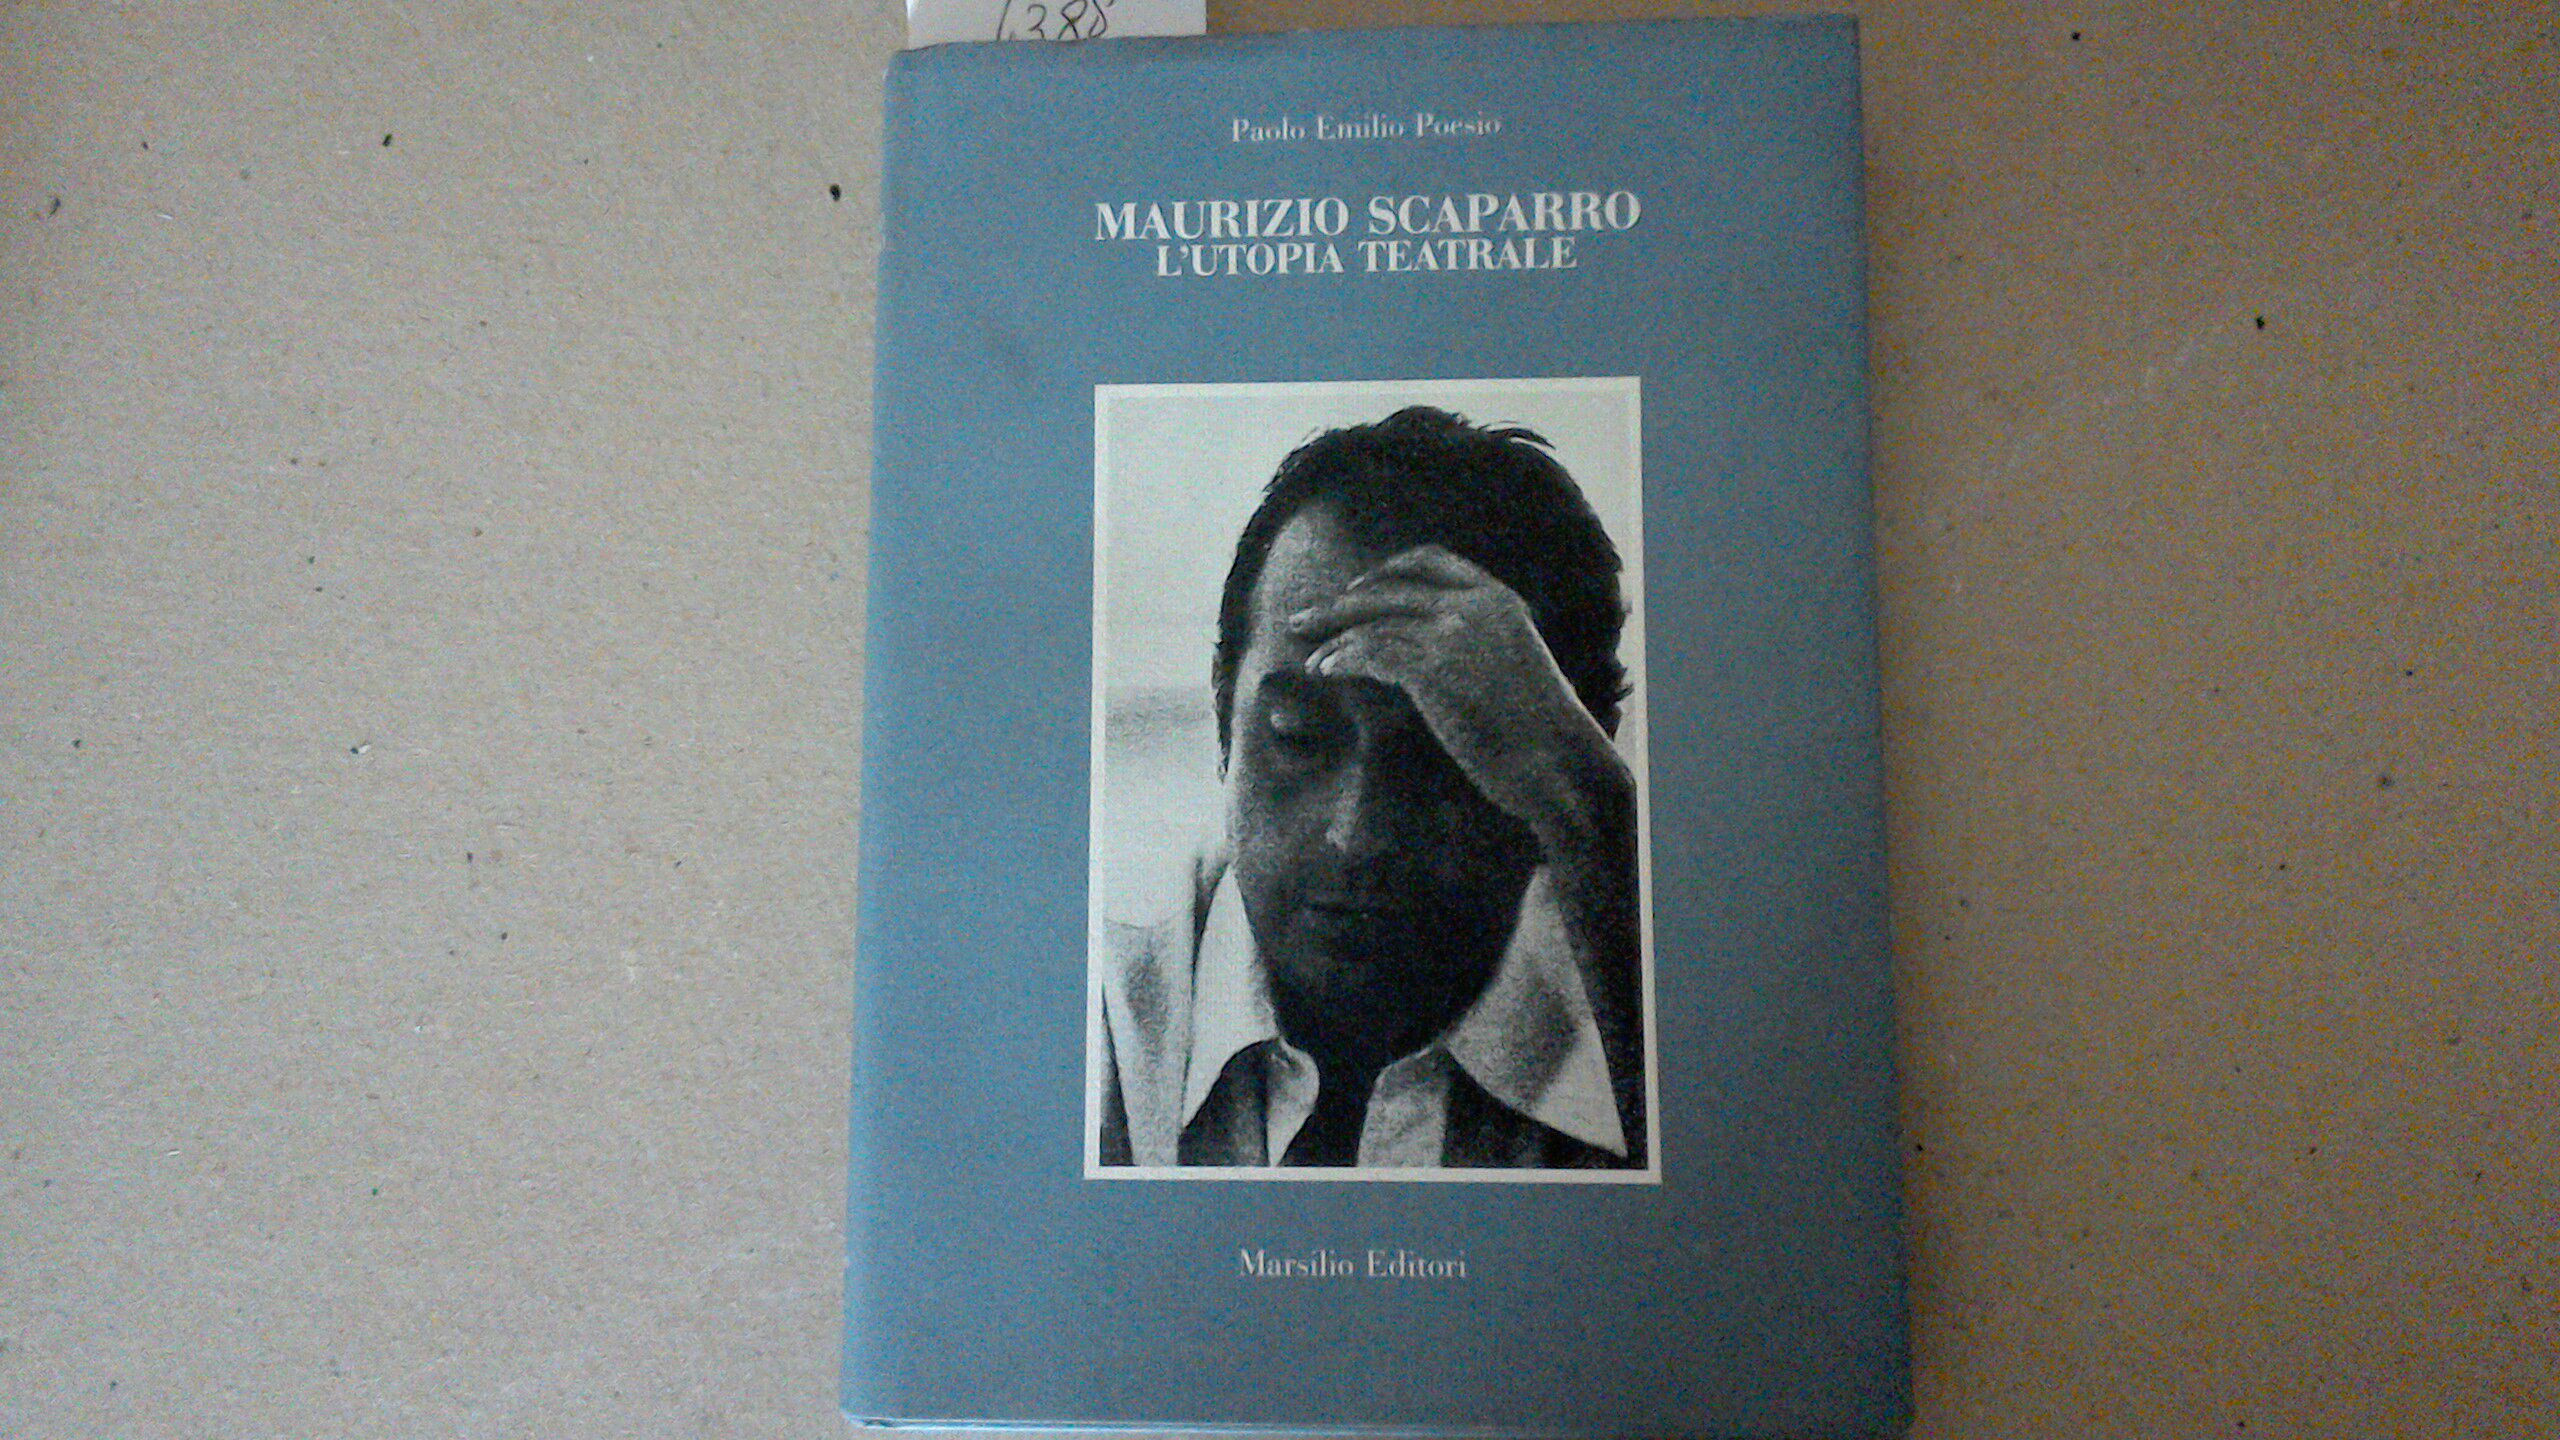 Paolo Emilio Poesio
MAURIZIO SCAPARRO
L'UTOPIA TEATRALE
Marsilio Editori